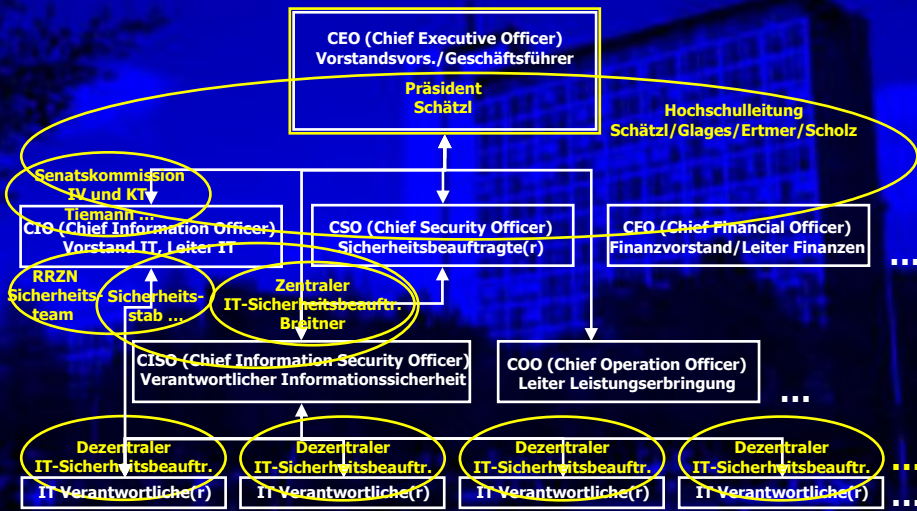 CEO (Chief Executive Officer)
Vorstandsvors./Geschäftsführer
Präsident
Schätzl
Hochschulleitung
Schätzl/Glages/Ertmer/Scholz
Senatskommission
IV und KT
Tiemann ...
CIO (Chief Information Officer)
Vorstand IT, Leiter IT
CSO (Chief Security Officer)
Sicherheitsbeauftragte(r)
CFO (Chief Financial Officer)
Finanzvorstand/Leiter Finanzen
...
RRZN
Sicherheits-
team
Sicherheits-
stab ...
Zentraler
IT-Sicherheitsbeauftr.
Breitner
CISO (Chief Information Security Officer)
Verantwortlicher Informationssicherheit
COO (Chief Operation Officer)
Leiter Leistungserbringung
...
Dezentraler
IT-Sicherheitsbeauftr.
Dezentraler
IT-Sicherheitsbeauftr.
Dezentraler
IT-Sicherheitsbeauftr.
Dezentraler
IT-Sicherheitsbeauftr.
...
IT Verantwortliche(r)
IT Verantwortliche(r)
IT Verantwortliche(r)
IT Verantwortliche(r)
...